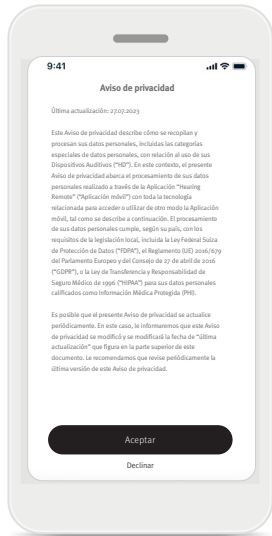 9:41
Aviso de privacidad
Última actualización: 27.07.2023
Este Aviso de privacidad describe cómo se recopilan y
procesan sus datos personales, incluidas las categorías
especiales de datos personales, con relación al uso de sus
Dispositivos Auditivos (“HD”). En este contexto, el presente
Aviso de privacidad abarca el procesamiento de sus datos
personales realizado a través de la Aplicación “Hearing
Remote” (“Aplicación móvil”) con toda la tecnología
relacionada para acceder o utilizar de otro modo la Aplicación
móvil, tal como se describe a continuación. El procesamiento
de sus datos personales cumple, según su país, con los
requisitos de la legislación local, incluida la Ley Federal Suiza
de Protección de Datos (“FDPA”), el Reglamento (UE) 2016/679
del Parlamento Europeo y del Consejo de 27 de abril de 2016
(“GDPR”), o la Ley de Transferencia y Responsabilidad de
Seguro Médico de 1996 (“HIPAA”) para sus datos personales
calificados como Información Médica Protegida (PHI).
Es posible que el presente Aviso de privacidad se actualice
periódicamente. En este caso, le informaremos que este Aviso
de privacidad se modificó y se modificará la fecha de “última
actualización” que figura en la parte superior de este
documento. Le recomendamos que revise periódicamente la
última versión de este Aviso de privacidad.
Aceptar
Declinar